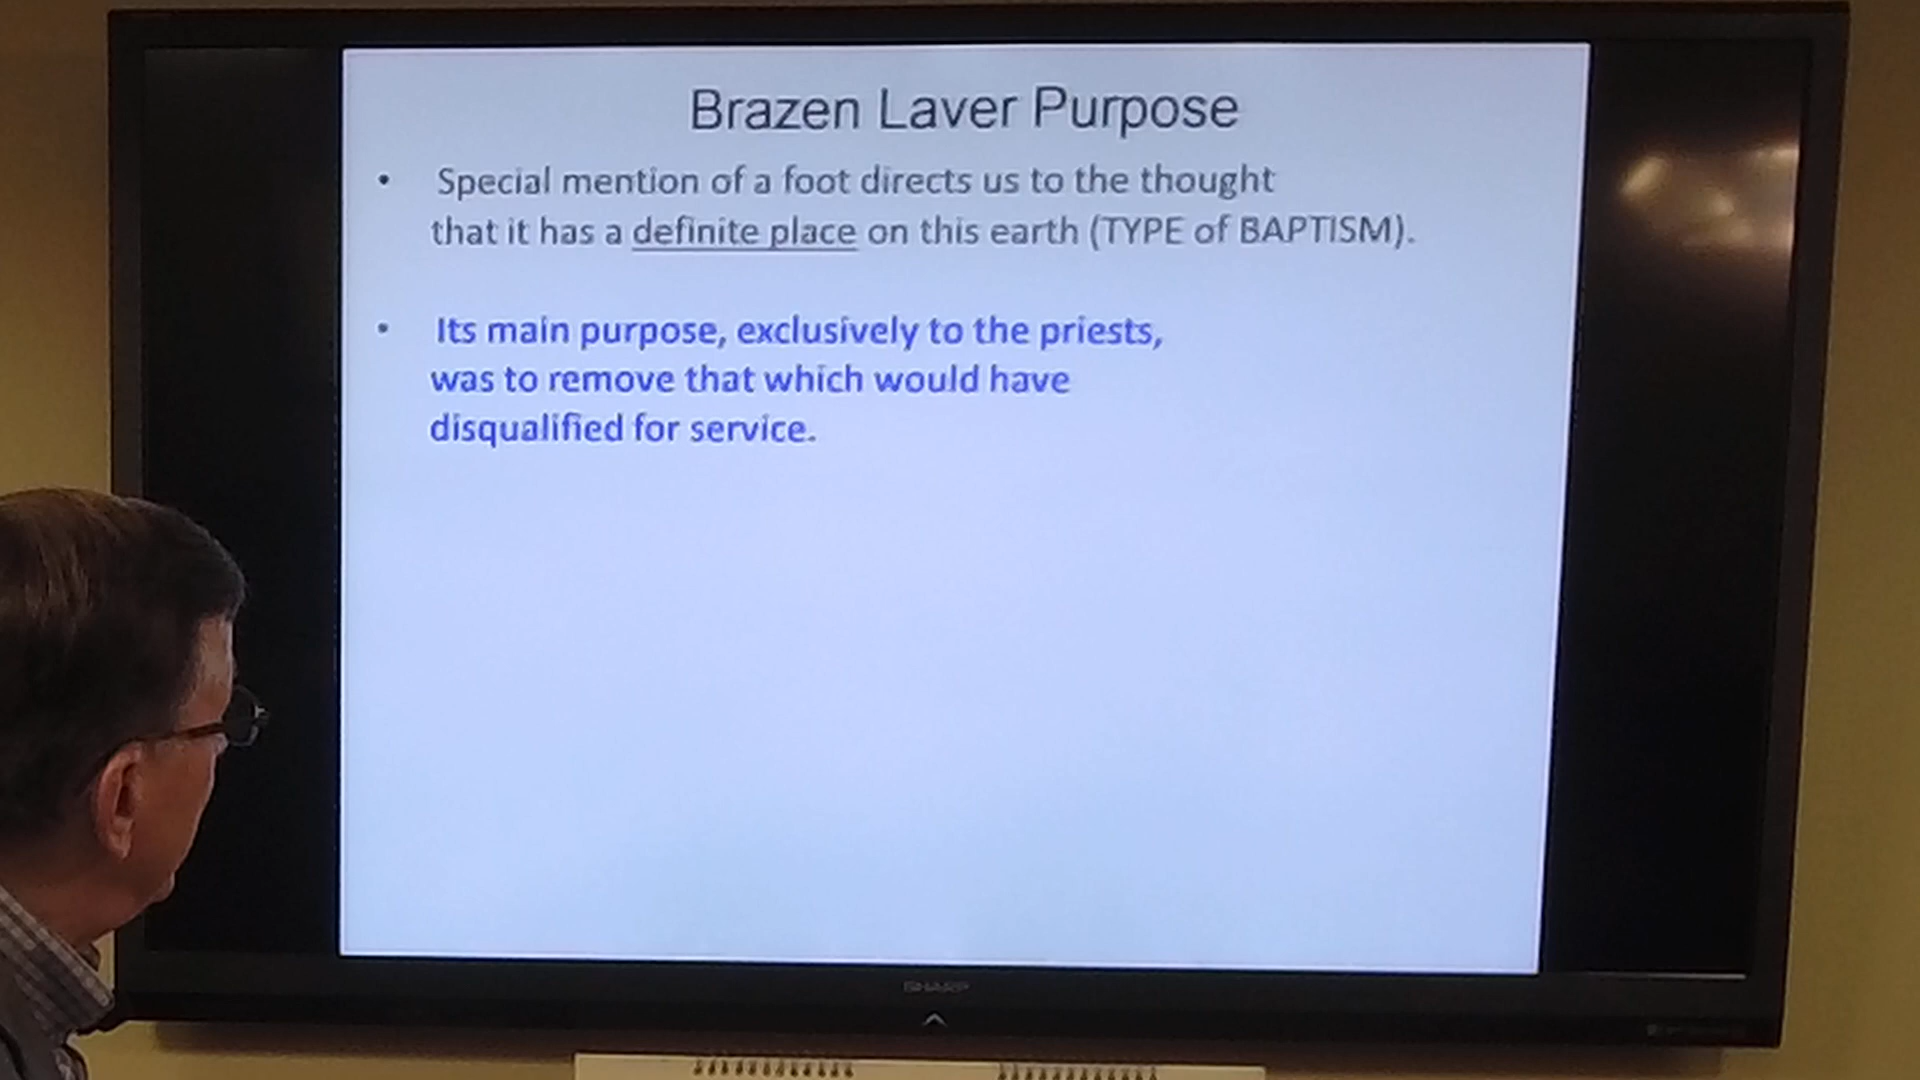 Brazen Laver Purpose
• Special mention of a foot directs us to the thought
that it has a definite place on this earth (TYPE of BAPTISM).
• Its main purpose, exclusively to the priests,
was to remove that which would have
disqualified for service.
SHARP